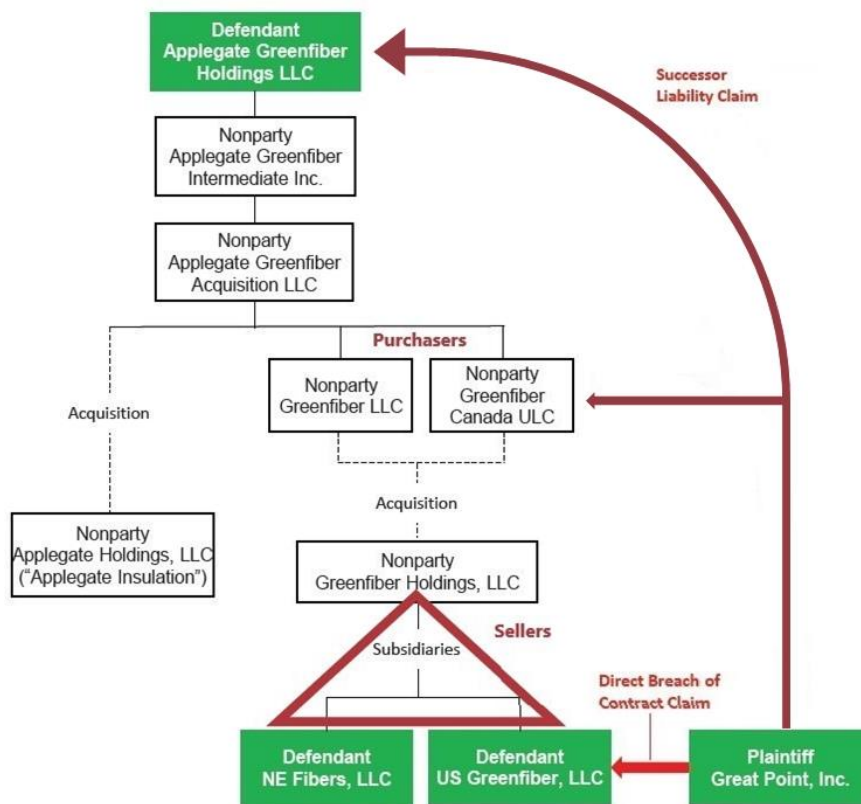 Defendant
Applegate Greenfiber
Holdings LLC
Successor
Liability Claim
Nonparty
Applegate Greenfiber
Intermediate Inc.
Nonparty
Applegate Greenfiber
Acquisition LLC
Purchasers
Nonparty
Greenfiber LLC
Nonparty
Greenfiber
Canada ULC
Acquisition
Acquisition
Nonparty
Applegate Holdings, LLC
(“Applegate Insulation”)
Nonparty
Greenfiber Holdings, LLC
Sellers
Subsidiaries
Direct Breach of
Contract Claim
Defendant
NE Fibers, LLC
Defendant
US Greenfiber, LLC
Plaintiff
Great Point, Inc.